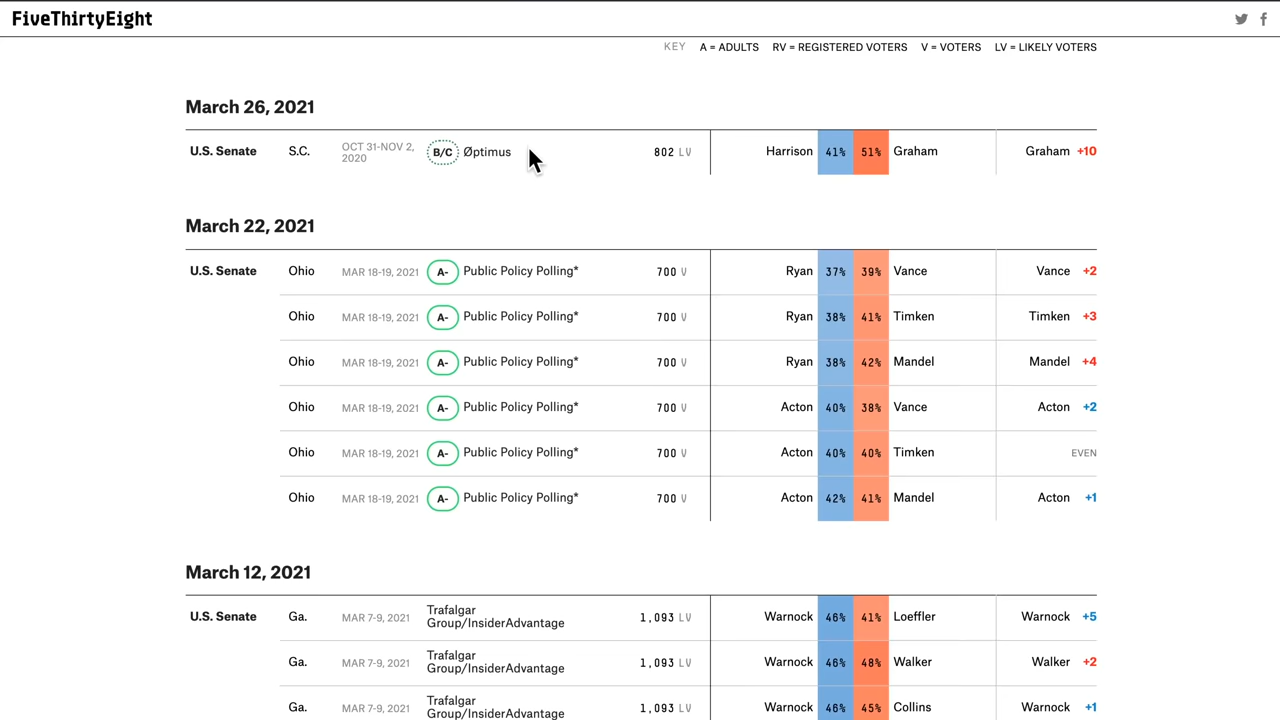 FiveThirtyEight
KEY A = ADULTS RV = REGISTERED VOTERS V = VOTERS LV = LIKELY VOTERS
March 26, 2021
U.S. Senate S.C. OCT 31-NOV 2, 2020 B/C Øptimus 802 LV Harrison 41% 51% Graham Graham +10
March 22, 2021
U.S. Senate Ohio MAR 18-19, 2021 A- Public Policy Polling* 700 V Ryan 37% 39% Vance Vance +2
Ohio MAR 18-19, 2021 A- Public Policy Polling* 700 V Ryan 38% 41% Timken Timken +3
Ohio MAR 18-19, 2021 A- Public Policy Polling* 700 V Ryan 38% 42% Mandel Mandel +4
Ohio MAR 18-19, 2021 A- Public Policy Polling* 700 V Acton 40% 38% Vance Acton +2
Ohio MAR 18-19, 2021 A- Public Policy Polling* 700 V Acton 40% 40% Timken EVEN
Ohio MAR 18-19, 2021 A- Public Policy Polling* 700 V Acton 42% 41% Mandel Acton +1
March 12, 2021
U.S. Senate Ga. MAR 7-9, 2021 Trafalgar Group/InsiderAdvantage 1,093 LV Warnock 46% 41% Loeffler Warnock +5
Ga. MAR 7-9, 2021 Trafalgar Group/InsiderAdvantage 1,093 LV Warnock 46% 48% Walker Walker +2
Ga. MAR 7-9, 2021 Trafalgar Group/InsiderAdvantage 1,093 LV Warnock 46% 45% Collins Warnock +1